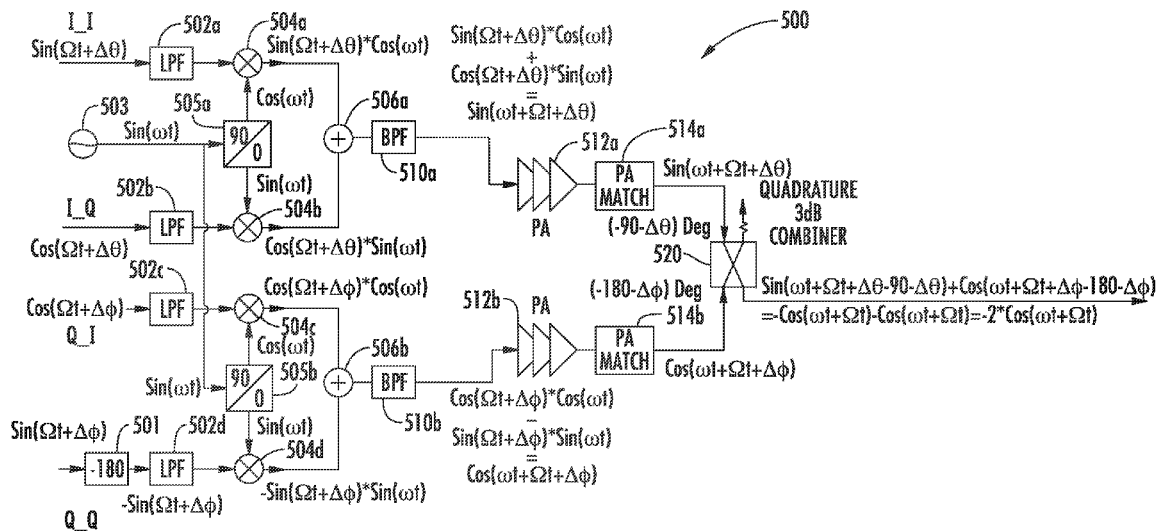 I_I
Sin(Ωt+Δθ)
502a
LPF
504a
Sin(Ωt+Δθ)*Cos(ωt)
Cos(ωt)
503
Sin(ωt)
505a
90
0
Sin(ωt)
502b
I_Q
LPF
504b
Cos(Ωt+Δθ)
Cos(Ωt+Δθ)*Sin(ωt)
506a
BPF
510a
Sin(Ωt+Δθ)*Cos(ωt)
+
Cos(Ωt+Δθ)*Sin(ωt)
=
Sin(ωt+Ωt+Δθ)
500
512a
PA
514a
PA
MATCH
Sin(ωt+Ωt+Δθ)
(-90-Δθ) Deg
QUADRATURE
3dB
COMBINER
520
502c
Cos(Ωt+Δϕ)
Q_I
LPF
Cos(Ωt+Δϕ)*Cos(ωt)
504c
Cos(ωt)
Sin(ωt)
90
0
505b
Sin(ωt)
Sin(Ωt+Δϕ)
501
-180
502d
LPF
504d
-Sin(Ωt+Δϕ)
-Sin(Ωt+Δϕ)*Sin(ωt)
Q_Q
506b
BPF
510b
512b
PA
(-180-Δϕ) Deg
PA
MATCH
514b
Cos(ωt+Ωt+Δϕ)
Cos(Ωt+Δϕ)*Cos(ωt)
-
Sin(Ωt+Δϕ)*Sin(ωt)
=
Cos(ωt+Ωt+Δϕ)
Sin(ωt+Ωt+Δθ-90-Δθ)+Cos(ωt+Ωt+Δϕ-180-Δϕ)
=-Cos(ωt+Ωt)-Cos(ωt+Ωt)=-2*Cos(ωt+Ωt)